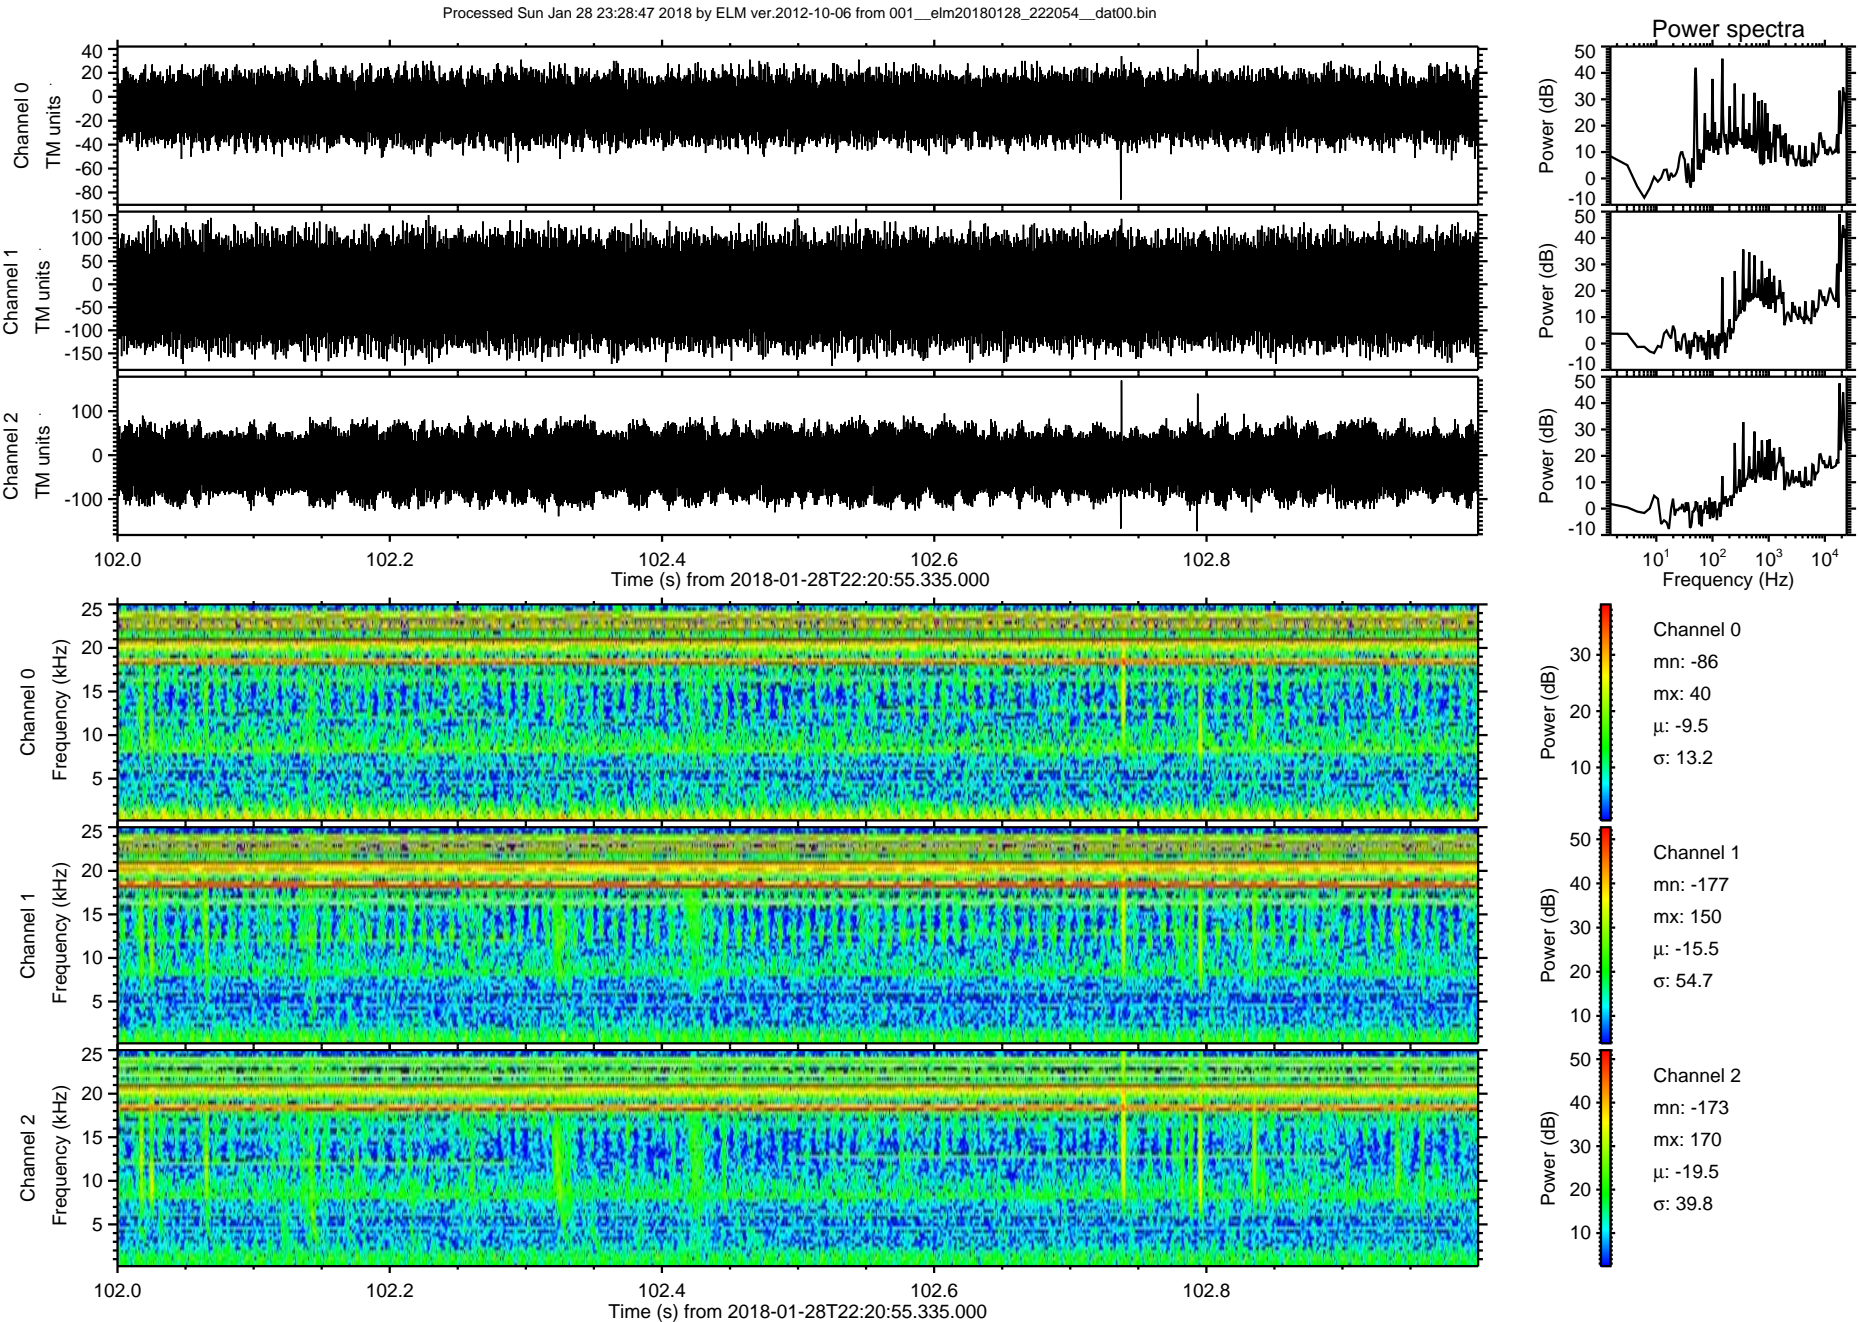 Processed Sun Jan 28 23:28:47 2018 by ELM ver.2012-10-06 from 001__elm20180128_222054__dat00.bin
Power spectra
Channel 0
TM units
40
20
0
-20
-40
-60
-80
Power (dB)
50
40
30
20
10
0
-10
Channel 1
TM units
150
100
50
0
-50
-100
-150
Power (dB)
50
40
30
20
10
0
-10
Channel 2
TM units
100
0
-100
Power (dB)
50
40
30
20
10
0
-10
102.0 102.2 102.4 102.6 102.8
Time (s) from 2018-01-28T22:20:55.335.000
10^1 10^2 10^3 10^4
Frequency (Hz)
Channel 0
Frequency (kHz)
25
20
15
10
5
Power (dB)
30
20
10
Channel 0
mn: -86
mx: 40
µ: -9.5
σ: 13.2
Channel 1
Frequency (kHz)
25
20
15
10
5
Power (dB)
50
40
30
20
10
Channel 1
mn: -177
mx: 150
µ: -15.5
σ: 54.7
Channel 2
Frequency (kHz)
25
20
15
10
5
Power (dB)
50
40
30
20
10
Channel 2
mn: -173
mx: 170
µ: -19.5
σ: 39.8
102.0 102.2 102.4 102.6 102.8
Time (s) from 2018-01-28T22:20:55.335.000